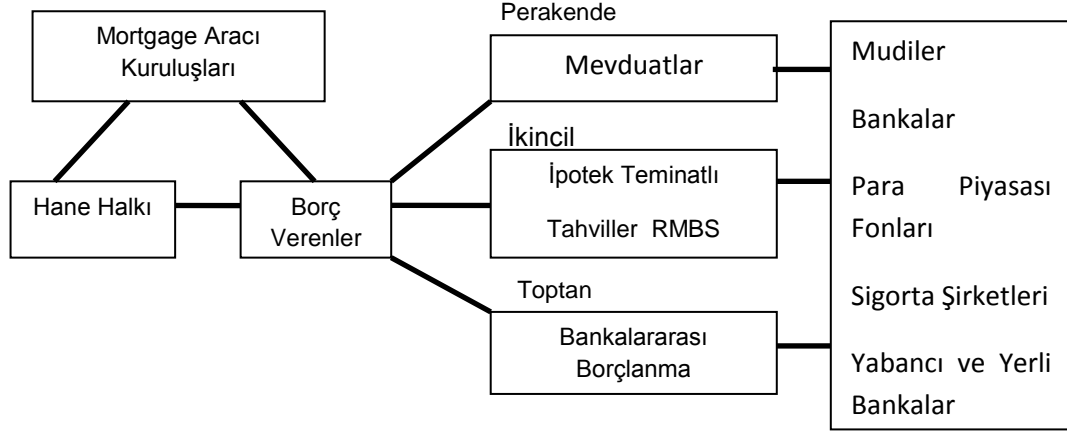 Mortgage Aracı
Kuruluşları
Hane Halkı
Borç
Verenler
Perakende
Mevduatlar
İkincil
İpotek Teminatlı
Tahviller RMBS
Toptan
Bankalararası
Borçlanma
Mudiler
Bankalar
Para Piyasası
Fonları
Sigorta Şirketleri
Yabancı ve Yerli
Bankalar